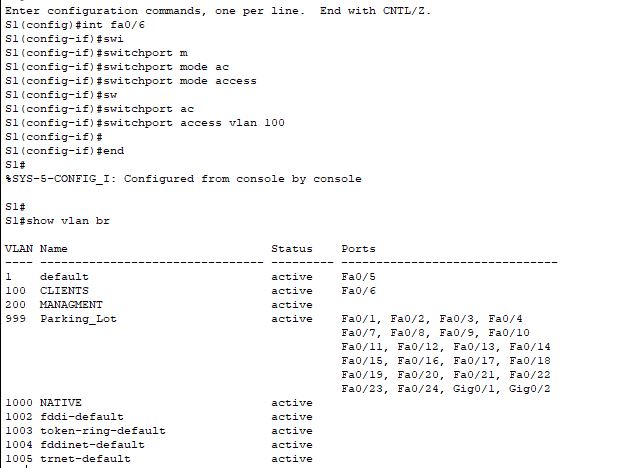 Enter configuration commands, one per line.  End with CNTL/Z.
S1(config)#int fa0/6
S1(config-if)#swi
S1(config-if)#switchport m
S1(config-if)#switchport mode ac
S1(config-if)#switchport mode access
S1(config-if)#sw
S1(config-if)#switchport ac
S1(config-if)#switchport access vlan 100
S1(config-if)#
S1(config-if)#end
S1#
%SYS-5-CONFIG_I: Configured from console by console
S1#
S1#show vlan br
VLAN Name                             Status    Ports
---- -------------------------------- --------- -------------------------------
1    default                          active    Fa0/5
100  CLIENTS                          active    Fa0/6
200  MANAGMENT                        active
999  Parking_Lot                      active    Fa0/1, Fa0/2, Fa0/3, Fa0/4
                                                Fa0/7, Fa0/8, Fa0/9, Fa0/10
                                                Fa0/11, Fa0/12, Fa0/13, Fa0/14
                                                Fa0/15, Fa0/16, Fa0/17, Fa0/18
                                                Fa0/19, Fa0/20, Fa0/21, Fa0/22
                                                Fa0/23, Fa0/24, Gig0/1, Gig0/2
1000 NATIVE                           active
1002 fddi-default                     active
1003 token-ring-default               active
1004 fddinet-default                  active
1005 trnet-default                    active